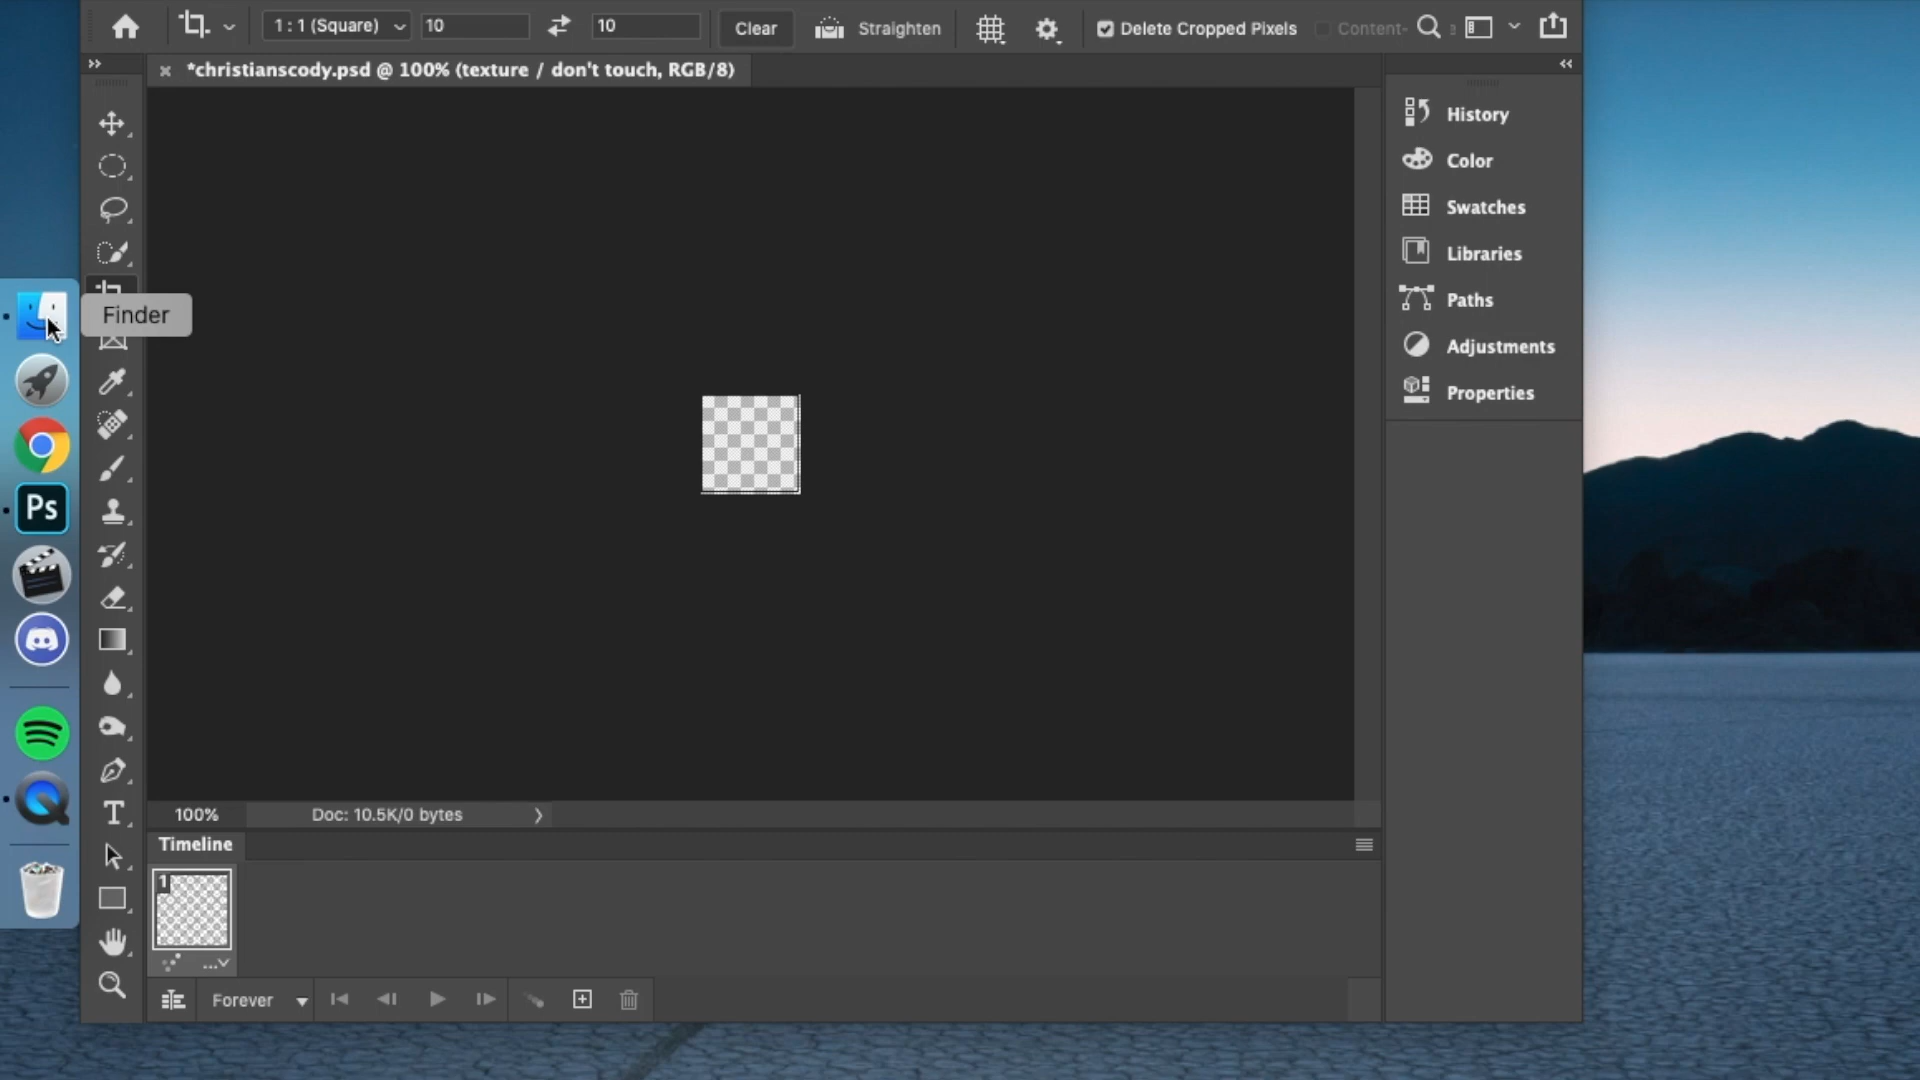 1 : 1 (Square)
10
10
Clear
Straighten
Delete Cropped Pixels
Content-
*christianscody.psd @ 100% (texture / don't touch, RGB/8)
History
Color
Swatches
Libraries
Paths
Adjustments
Properties
Finder
Ps
T
100%
Doc: 10.5K/0 bytes
Timeline
1
Forever